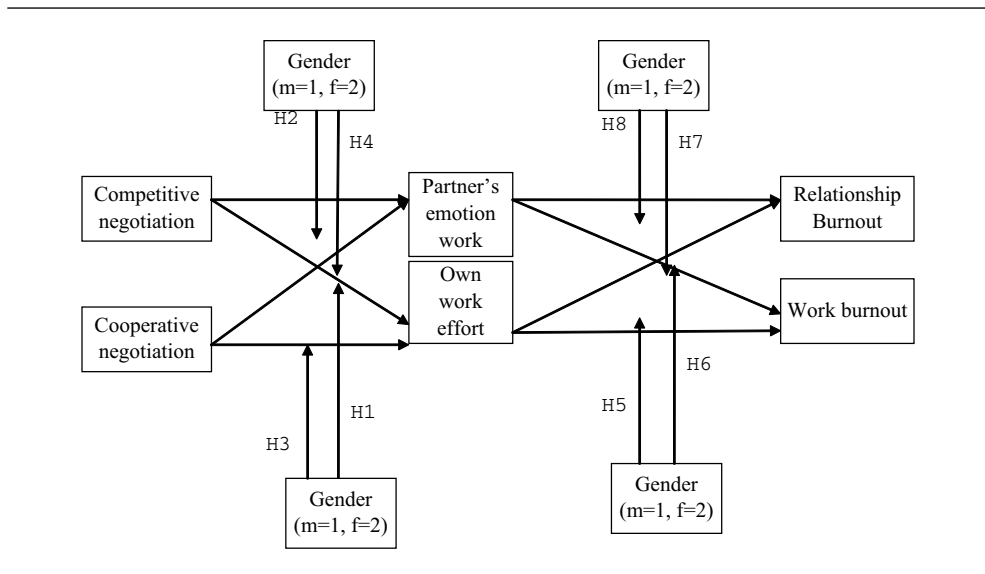 Gender
(m=1, f=2)
Gender
(m=1, f=2)
H2
H4
H8
H7
Competitive
negotiation
Partner's
emotion
work
Relationship
Burnout
Own
work
effort
Cooperative
negotiation
Work burnout
H3
H1
H5
H6
Gender
(m=1, f=2)
Gender
(m=1, f=2)